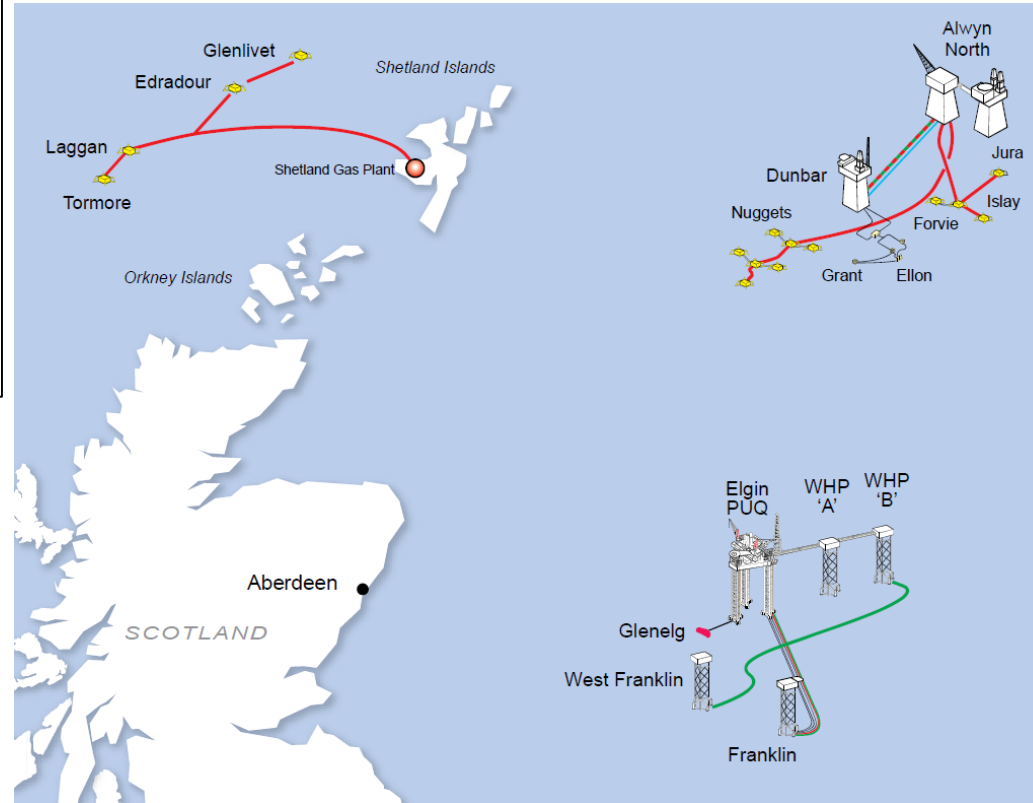 Glenlivet
Edradour
Shetland Islands
Laggan
Shetland Gas Plant
Tormore
Orkney Islands
Alwyn
North
Jura
Dunbar
Islay
Nuggets
Forvie
Grant
Ellon
Elgin
PUQ
WHP
'A'
WHP
'B'
Aberdeen
SCOTLAND
Glenelg
West Franklin
Franklin